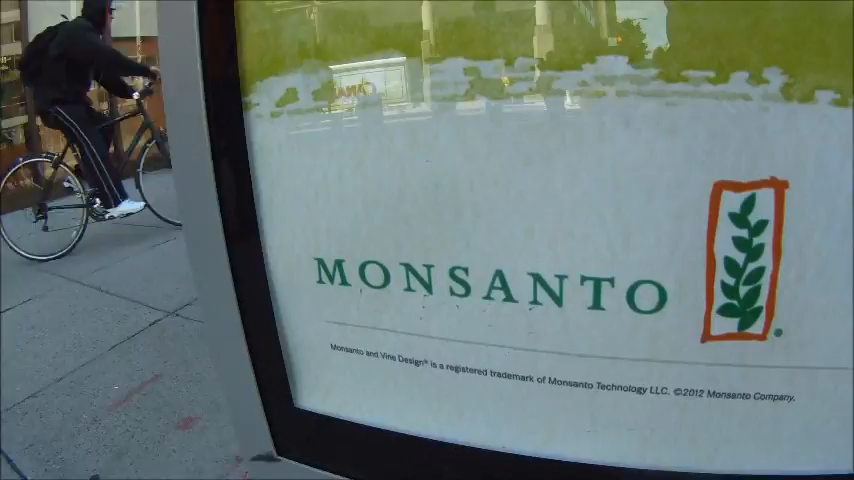 MONSANTO
Monsanto and Vine Design® is a registered trademark of Monsanto Technology LLC. ©2012 Monsanto Company.